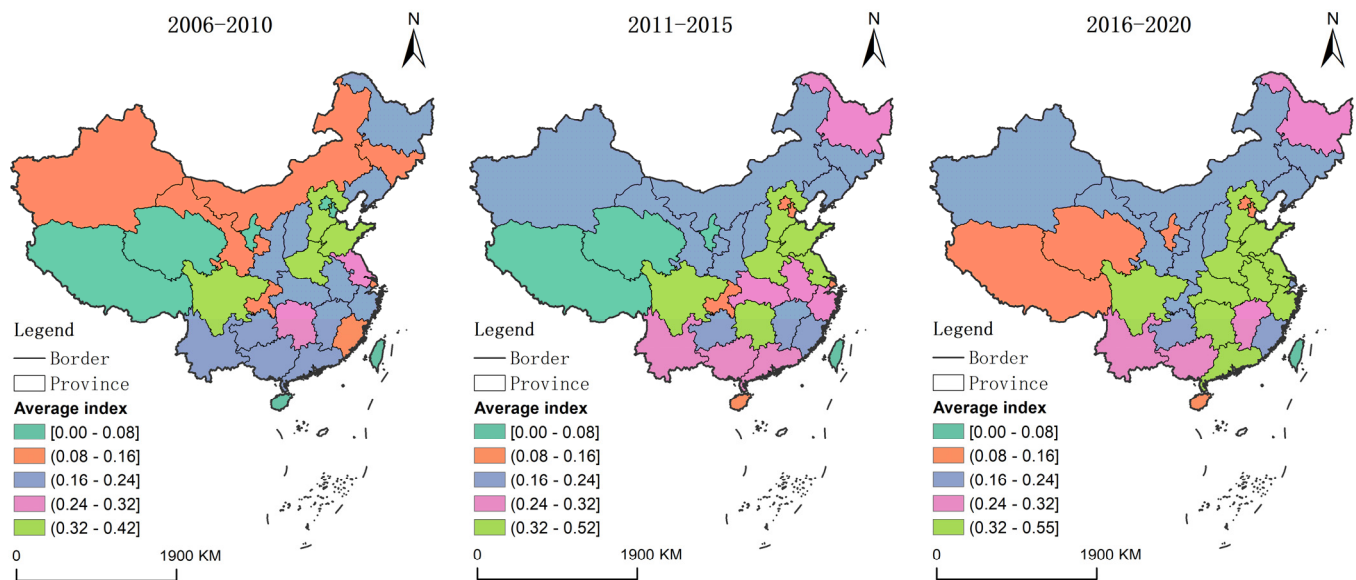 2006-2010
N
Legend
Border
Province
Average index
[0.00 - 0.08]
(0.08 - 0.16]
(0.16 - 0.24]
(0.24 - 0.32]
(0.32 - 0.42]
0 1900 KM
2011-2015
N
Legend
Border
Province
Average index
[0.00 - 0.08]
(0.08 - 0.16]
(0.16 - 0.24]
(0.24 - 0.32]
(0.32 - 0.52]
0 1900 KM
2016-2020
N
Legend
Border
Province
Average index
[0.00 - 0.08]
(0.08 - 0.16]
(0.16 - 0.24]
(0.24 - 0.32]
(0.32 - 0.55]
0 1900 KM